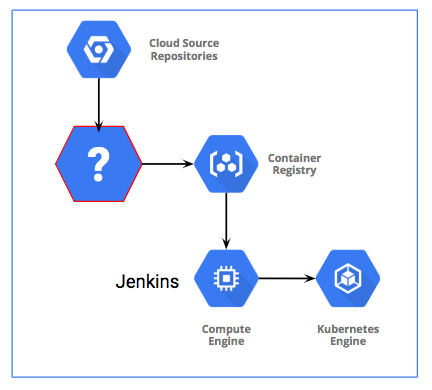 Cloud Source
Repositories
?
Container
Registry
Jenkins
Compute
Engine
Kubernetes
Engine